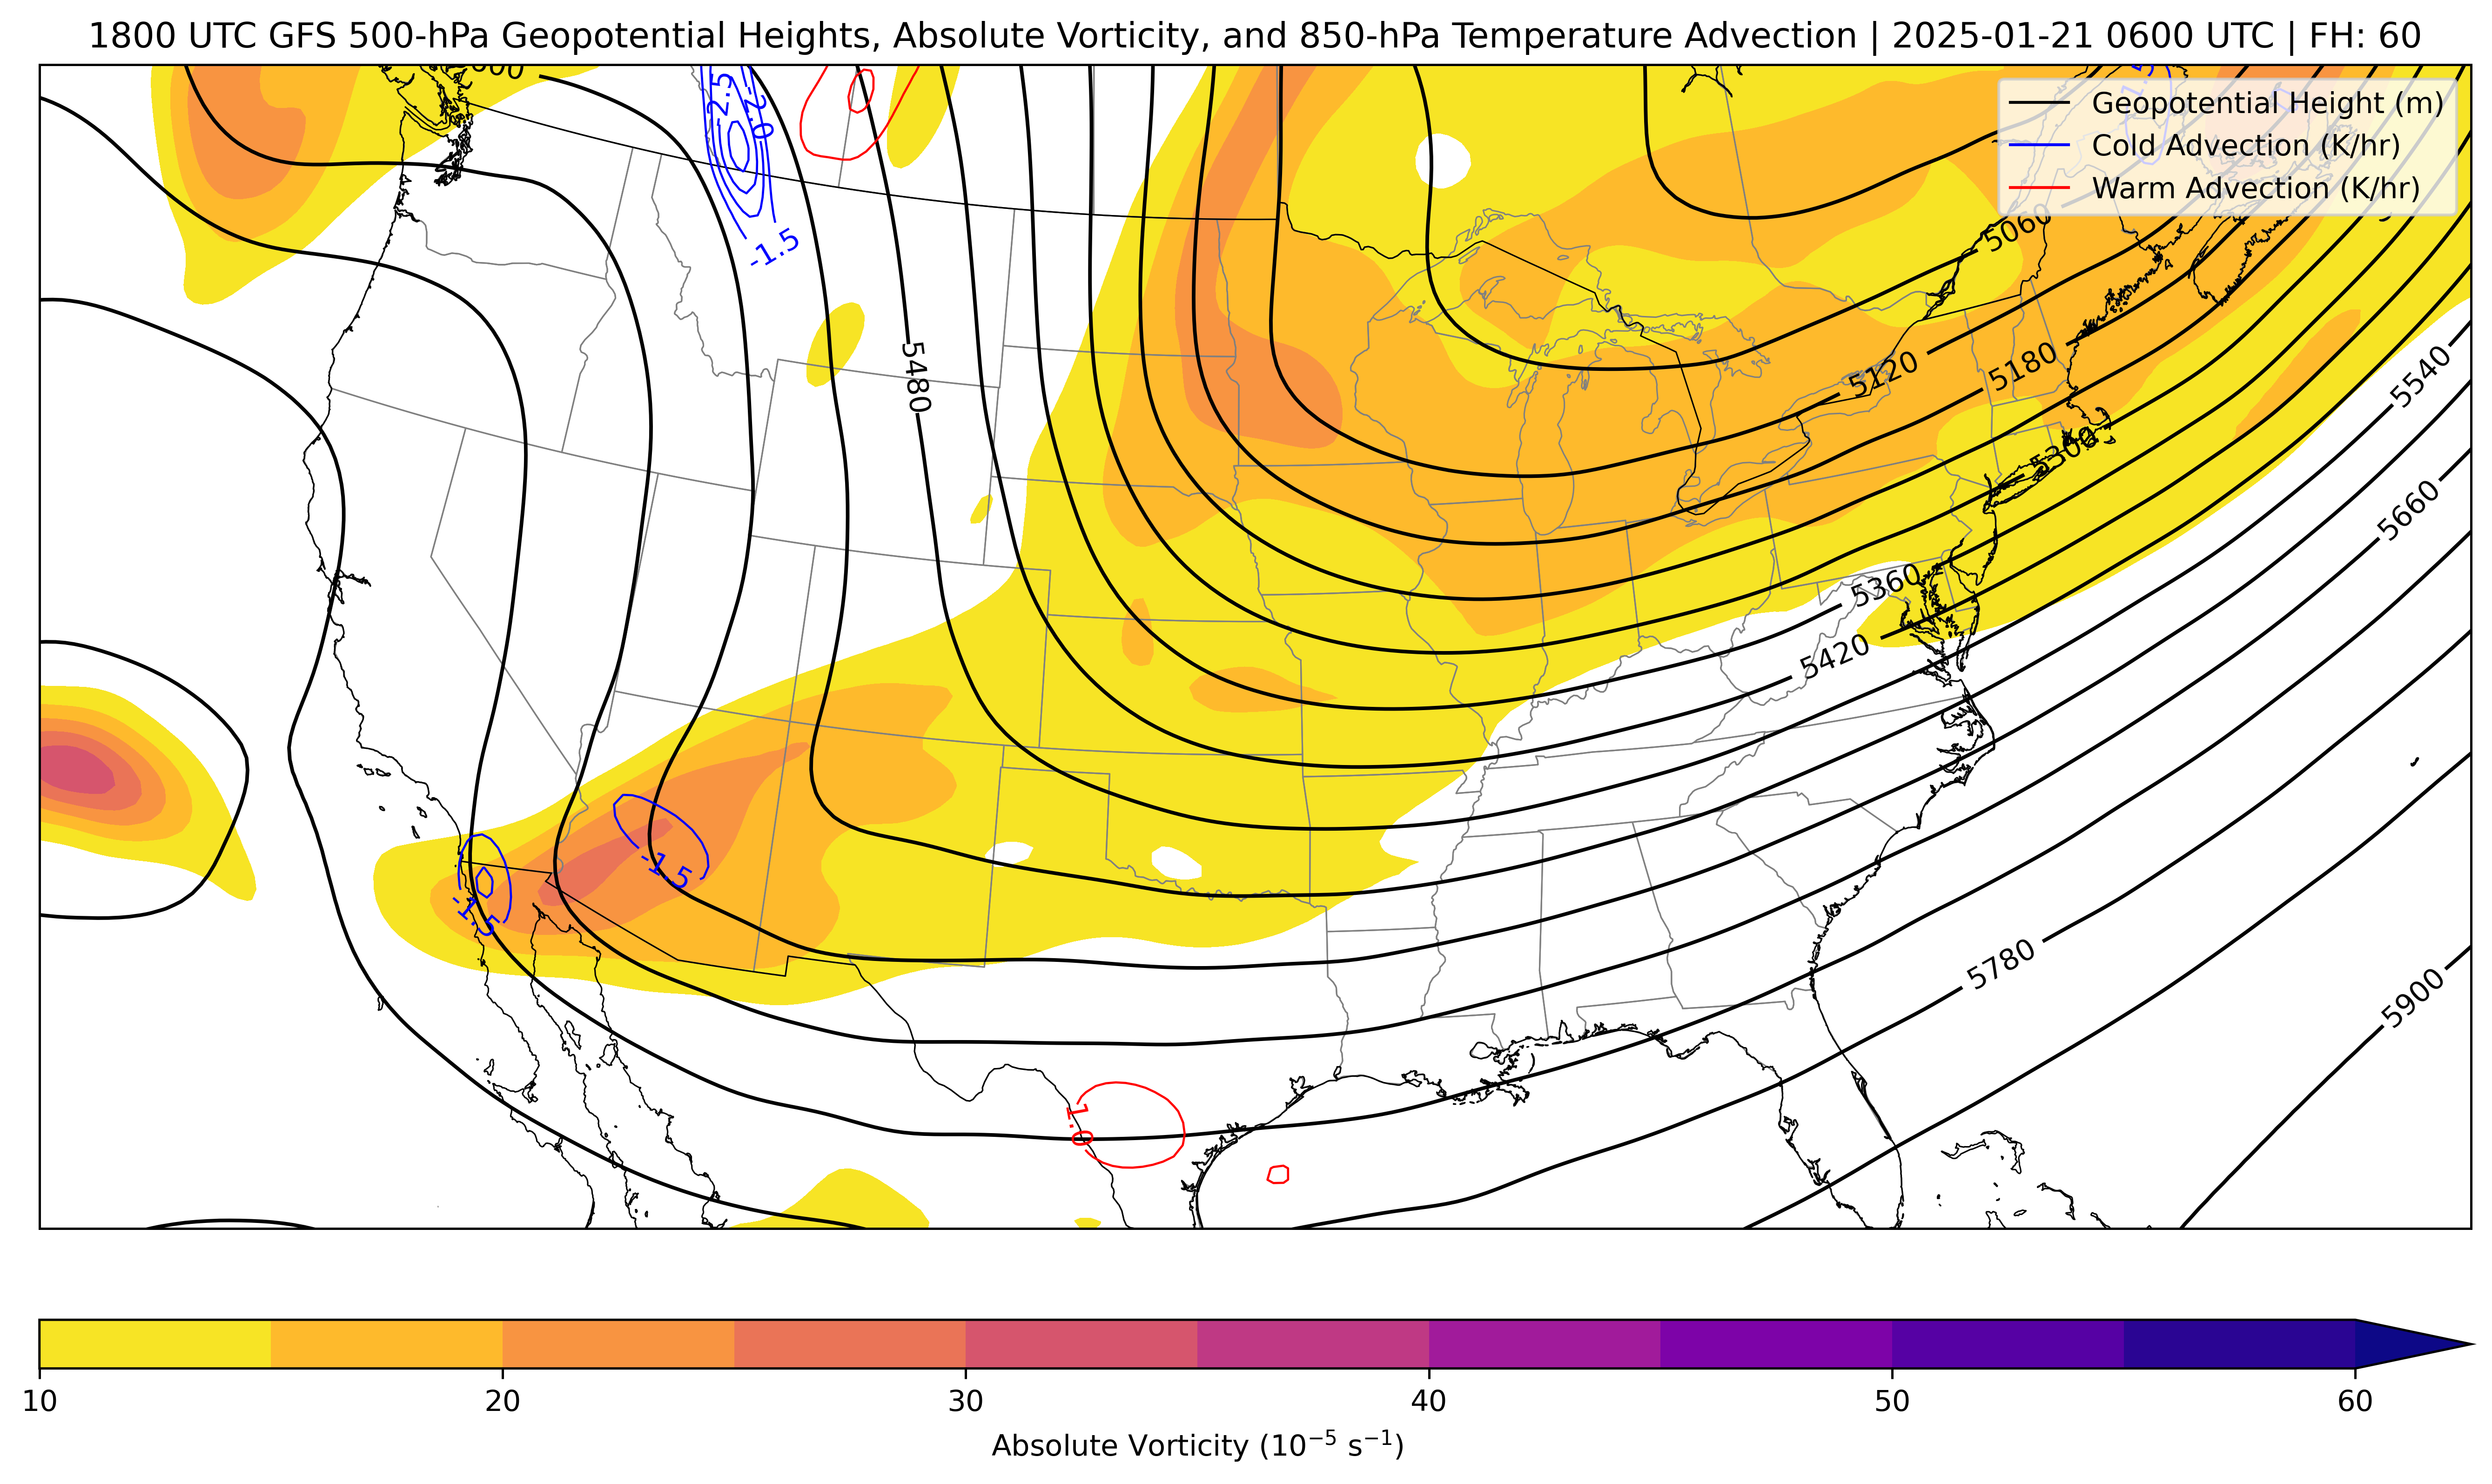 1800 UTC GFS 500-hPa Geopotential Heights, Absolute Vorticity, and 850-hPa Temperature Advection | 2025-01-21 0600 UTC | FH: 60
Geopotential Height (m)
Cold Advection (K/hr)
Warm Advection (K/hr)
-2.5
-2.0
-1.5
5060
5480
5120
5180
5540
5300
5660
5360
5420
-1.5
-1.5
5780
5900
1.0
10 20 30 40 50 60
Absolute Vorticity (10⁻⁵ s⁻¹)